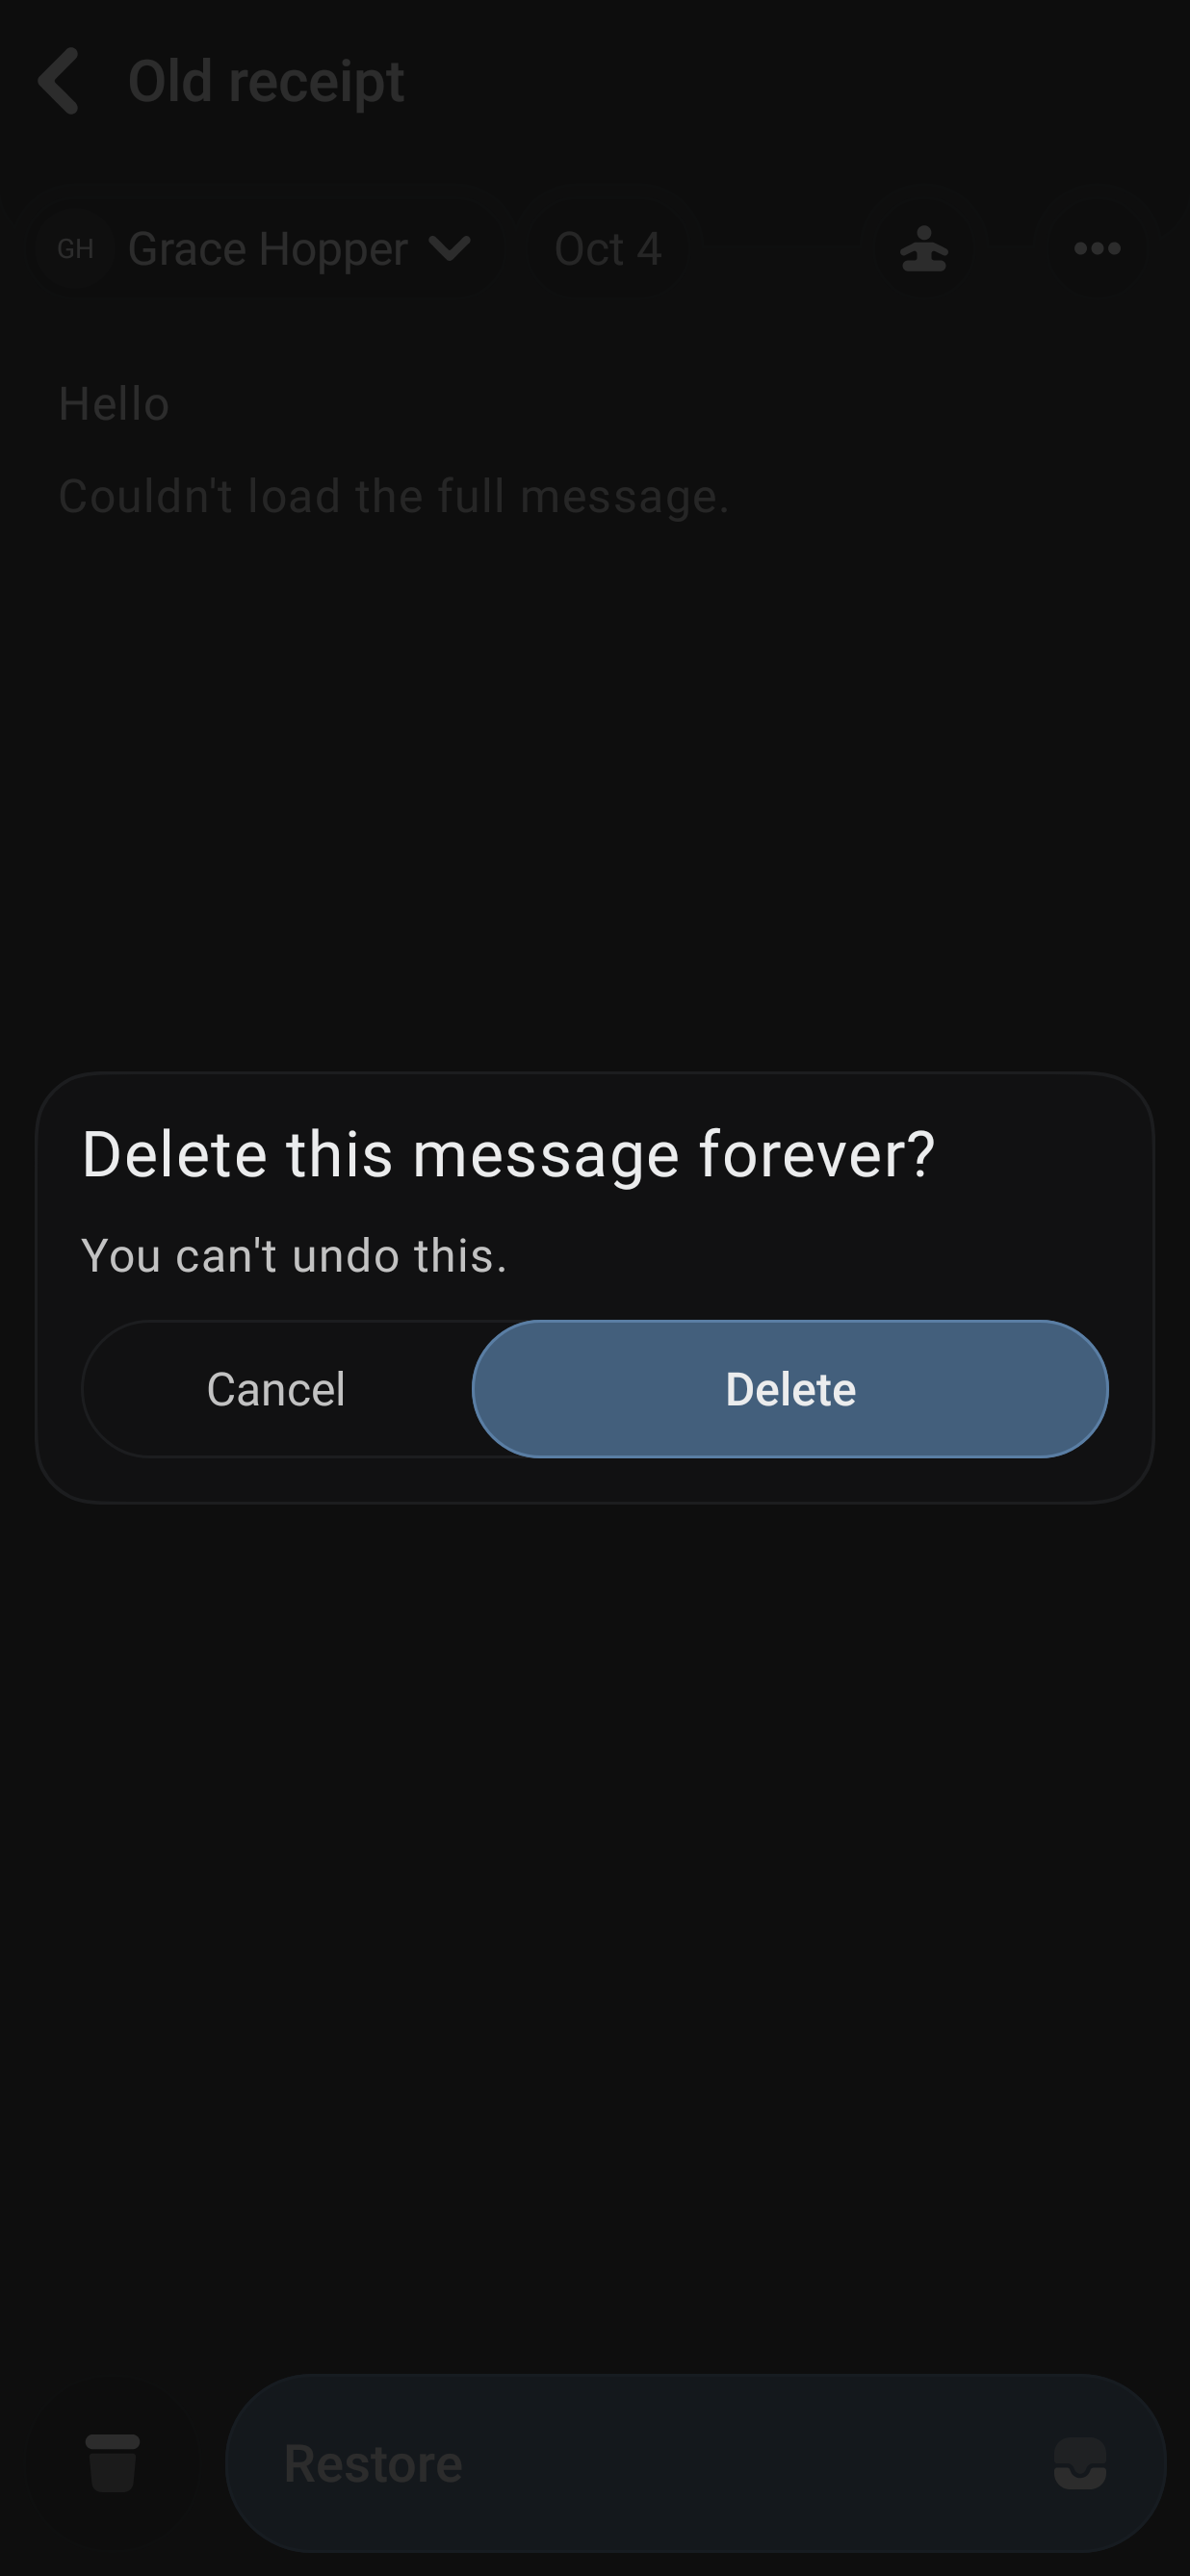 Old receipt
GH Grace Hopper Oct 4
Hello
Couldn't load the full message.
Delete this message forever?
You can't undo this.
Cancel Delete
Restore